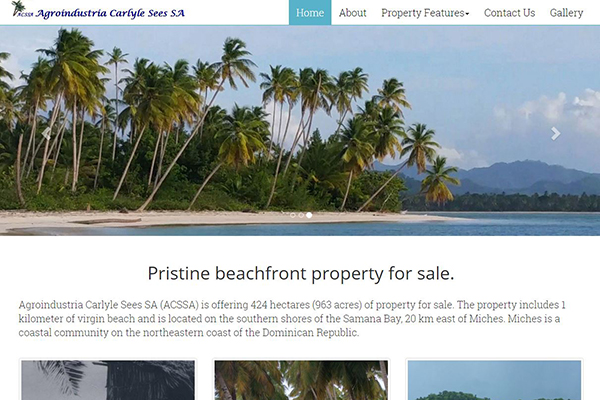 ACSSA Agroindustria Carlyle Sees SA
Home About Property Features Contact Us Gallery
Pristine beachfront property for sale.
Agroindustria Carlyle Sees SA (ACSSA) is offering 424 hectares (963 acres) of property for sale. The property includes 1
kilometer of virgin beach and is located on the southern shores of the Samana Bay, 20 km east of Miches. Miches is a
coastal community on the northeastern coast of the Dominican Republic.